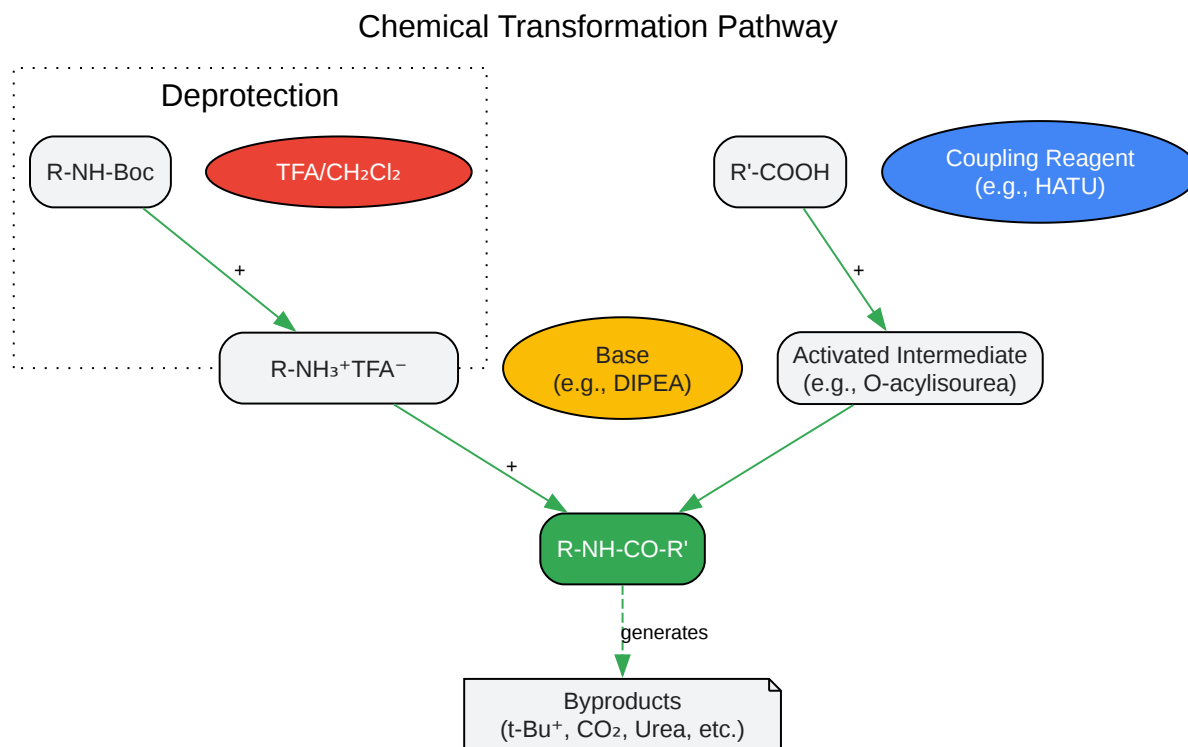 Chemical Transformation Pathway
Deprotection
R-NH-Boc
TFA/CH₂Cl₂
R'-COOH
Coupling Reagent
(e.g., HATU)
+
+
R-NH₃⁺TFA⁻
Base
(e.g., DIPEA)
Activated Intermediate
(e.g., O-acylisourea)
+
R-NH-CO-R'
generates
Byproducts
(t-Bu⁺, CO₂, Urea, etc.)